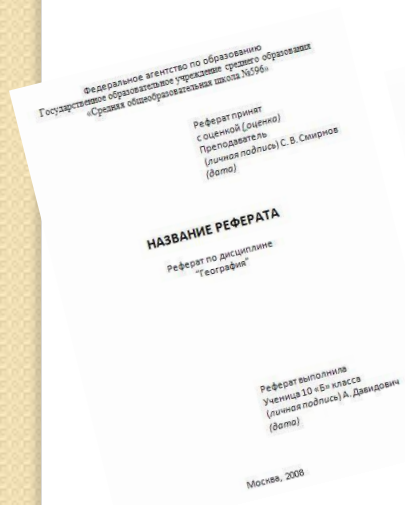 Федеральное агентство по образованию
Государственное образовательное учреждение среднего образования
«Средняя общеобразовательная школа №596»
Реферат принят
с оценкой (оценка)
Преподаватель
(личная подпись) С. В. Смирнов
(дата)
НАЗВАНИЕ РЕФЕРАТА
Реферат по дисциплине
"География"
Реферат выполнила
Ученица 10 «Б» класса
(личная подпись) А. Давидович
(дата)
Москва, 2008